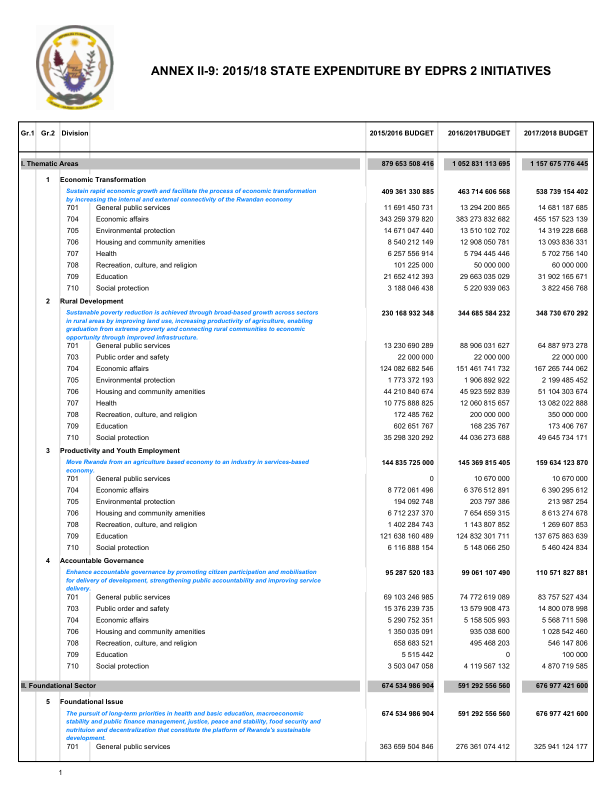 ANNEX II-9: 2015/18 STATE EXPENDITURE BY EDPRS 2 INITIATIVES
Gr.1 Gr.2 Division 2015/2016 BUDGET 2016/2017BUDGET 2017/2018 BUDGET
I. Thematic Areas 879 653 508 416 1 052 831 113 695 1 157 675 776 445
1 Economic Transformation
Sustain rapid economic growth and facilitate the process of economic transformation 409 361 330 885 463 714 606 568 538 739 154 402
by increasing the internal and external connectivity of the Rwandan economy
701 General public services 11 691 450 731 13 294 200 865 14 681 187 685
704 Economic affairs 343 259 379 820 383 273 832 682 455 157 523 139
705 Environmental protection 14 671 047 440 13 510 102 702 14 319 228 668
706 Housing and community amenities 8 540 212 149 12 908 050 781 13 093 836 331
707 Health 6 257 556 914 5 794 445 446 5 702 756 140
708 Recreation, culture, and religion 101 225 000 50 000 000 60 000 000
709 Education 21 652 412 393 29 663 035 029 31 902 165 671
710 Social protection 3 188 046 438 5 220 939 063 3 822 456 768
2 Rural Development
Sustanable poverty reduction is achieved through broad-based growth across sectors 230 168 932 348 344 685 584 232 348 730 670 292
in rural areas by improving land use, increasing productivity of agriculture, enabling
graduation from extreme proverty and connecting rural communities to economic
opportunity through improved infrastructure.
701 General public services 13 230 690 289 88 906 031 627 64 887 973 278
703 Public order and safety 22 000 000 22 000 000 22 000 000
704 Economic affairs 124 082 682 546 151 461 741 732 167 265 744 062
705 Environmental protection 1 773 372 193 1 906 892 922 2 199 485 452
706 Housing and community amenities 44 210 840 674 45 923 592 839 51 104 303 674
707 Health 10 775 888 825 12 060 815 657 13 082 022 888
708 Recreation, culture, and religion 172 485 762 200 000 000 350 000 000
709 Education 602 651 767 168 235 767 173 406 767
710 Social protection 35 298 320 292 44 036 273 688 49 645 734 171
3 Productivity and Youth Employment
Move Rwanda from an agriculture based economy to an industry in services-based 144 835 725 000 145 369 815 405 159 634 123 870
economy.
701 General public services 0 10 670 000 10 670 000
704 Economic affairs 8 772 061 496 6 376 512 891 6 390 295 612
705 Environmental protection 194 092 748 203 797 386 213 987 254
706 Housing and community amenities 6 712 237 370 7 654 659 315 8 613 274 678
708 Recreation, culture, and religion 1 402 284 743 1 143 807 852 1 269 607 853
709 Education 121 638 160 489 124 832 301 711 137 675 863 639
710 Social protection 6 116 888 154 5 148 066 250 5 460 424 834
4 Accountable Governance
Enhance accountable governance by promoting citizen participation and mobilisation 95 287 520 183 99 061 107 490 110 571 827 881
for delivery of development, strengthening public accountability and improving service
delivery.
701 General public services 69 103 246 985 74 772 619 089 83 757 527 434
703 Public order and safety 15 376 239 735 13 579 908 473 14 800 078 998
704 Economic affairs 5 290 752 351 5 158 505 993 5 568 711 598
706 Housing and community amenities 1 350 035 091 935 038 600 1 028 542 460
708 Recreation, culture, and religion 658 683 521 495 468 203 546 147 806
709 Education 5 515 442 0 100 000
710 Social protection 3 503 047 058 4 119 567 132 4 870 719 585
II. Foundational Sector 674 534 986 904 591 292 556 560 676 977 421 600
5 Foundational Issue
The pursuit of long-term priorities in health and basic education, macroeconomic 674 534 986 904 591 292 556 560 676 977 421 600
stability and public finance management, justice, peace and stability, food security and
nutrituion and decentralization that constitute the platform of Rwanda's sustainable
development.
701 General public services 363 659 504 846 276 361 074 412 325 941 124 177
1